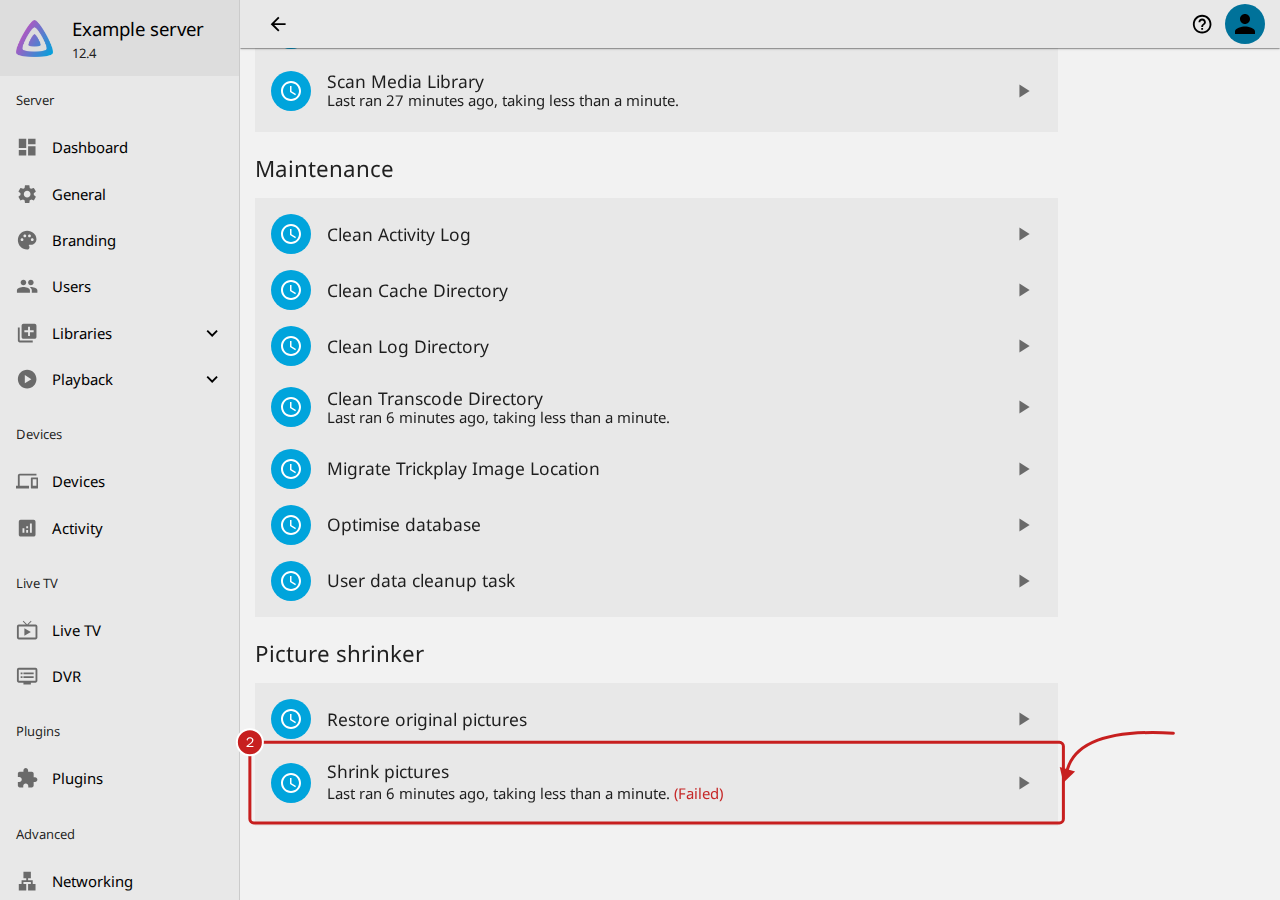 Example server
12.4
Server
Dashboard
General
Branding
Users
Libraries
Playback
Devices
Devices
Activity
Live TV
Live TV
DVR
Plugins
Plugins
Advanced
Networking
Scan Media Library
Last ran 27 minutes ago, taking less than a minute.
Maintenance
Clean Activity Log
Clean Cache Directory
Clean Log Directory
Clean Transcode Directory
Last ran 6 minutes ago, taking less than a minute.
Migrate Trickplay Image Location
Optimise database
User data cleanup task
Picture shrinker
Restore original pictures
2
Shrink pictures
Last ran 6 minutes ago, taking less than a minute. (Failed)